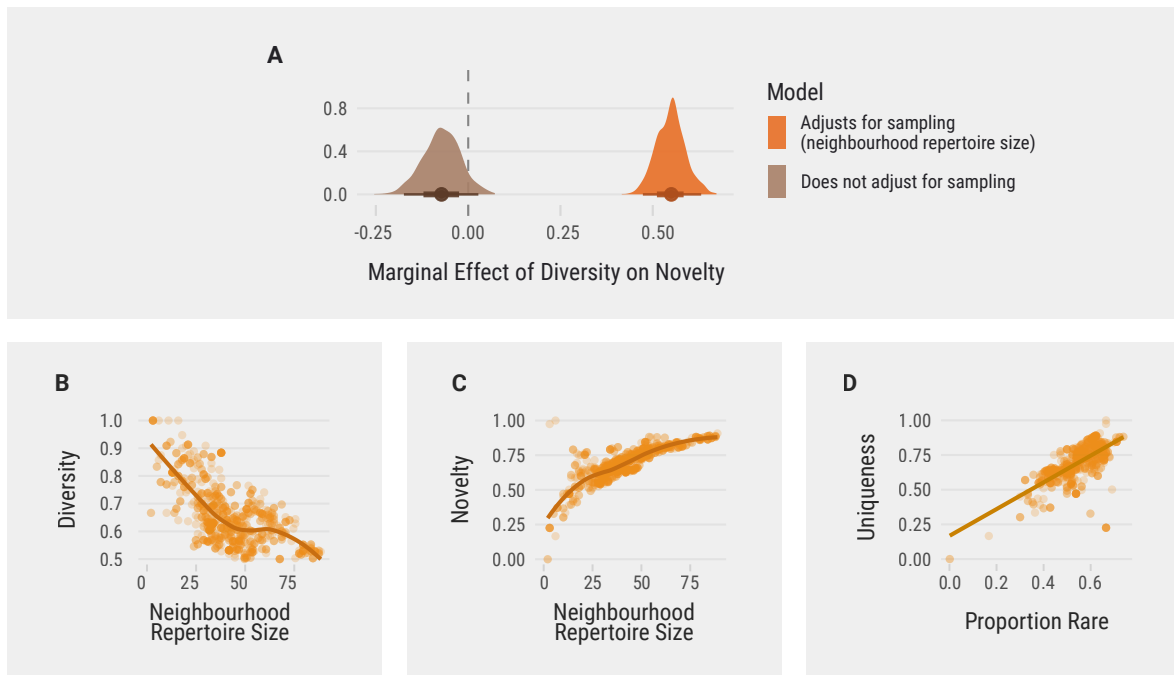 A
0.8
0.4
0.0
-0.25 0.00 0.25 0.50
Marginal Effect of Diversity on Novelty
Model
Adjusts for sampling
(neighbourhood repertoire size)
Does not adjust for sampling
B
Diversity
1.0
0.9
0.8
0.7
0.6
0.5
0 25 50 75
Neighbourhood
Repertoire Size
C
Novelty
1.00
0.75
0.50
0.25
0.00
0 25 50 75
Neighbourhood
Repertoire Size
D
Uniqueness
1.00
0.75
0.50
0.25
0.00
0.0 0.2 0.4 0.6
Proportion Rare